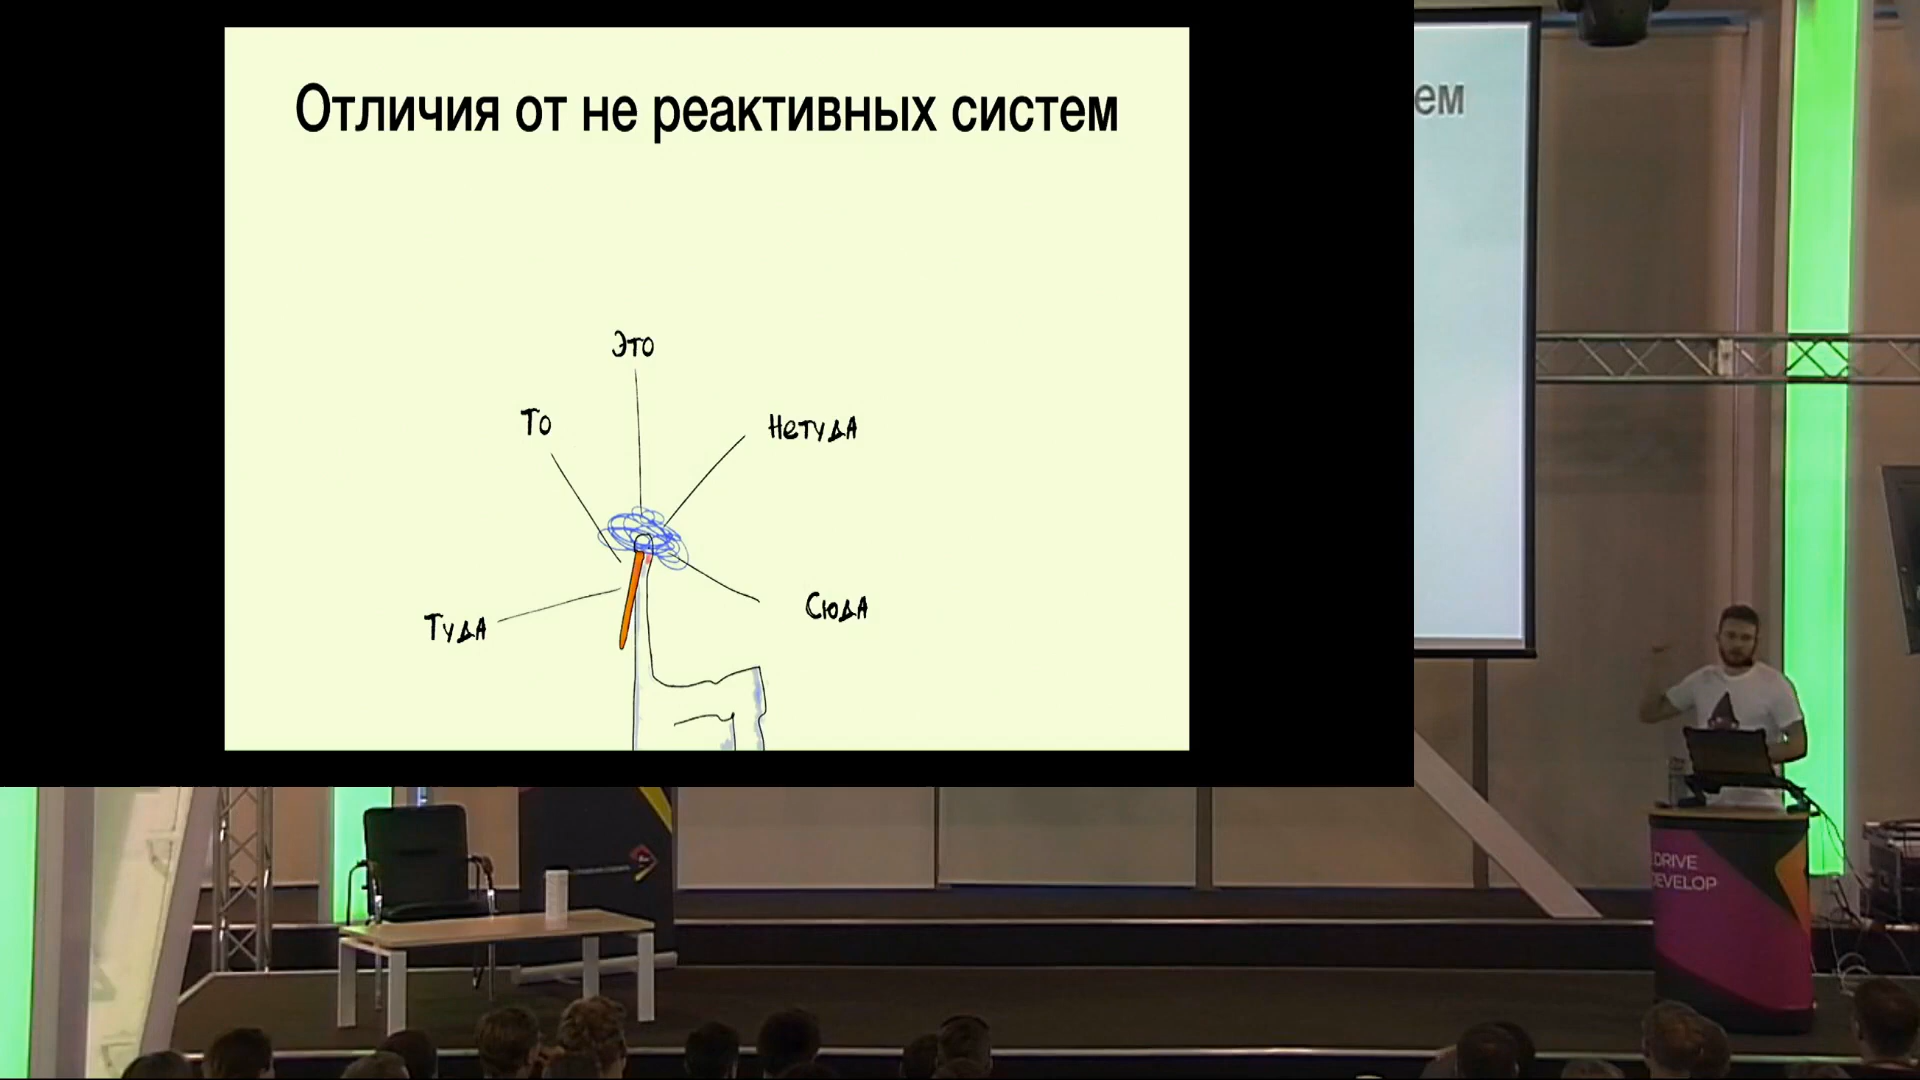 Отличия от не реактивных систем
ем
Это
То
Нетуда
Туда
Сюда
DRIVE
DEVELOP